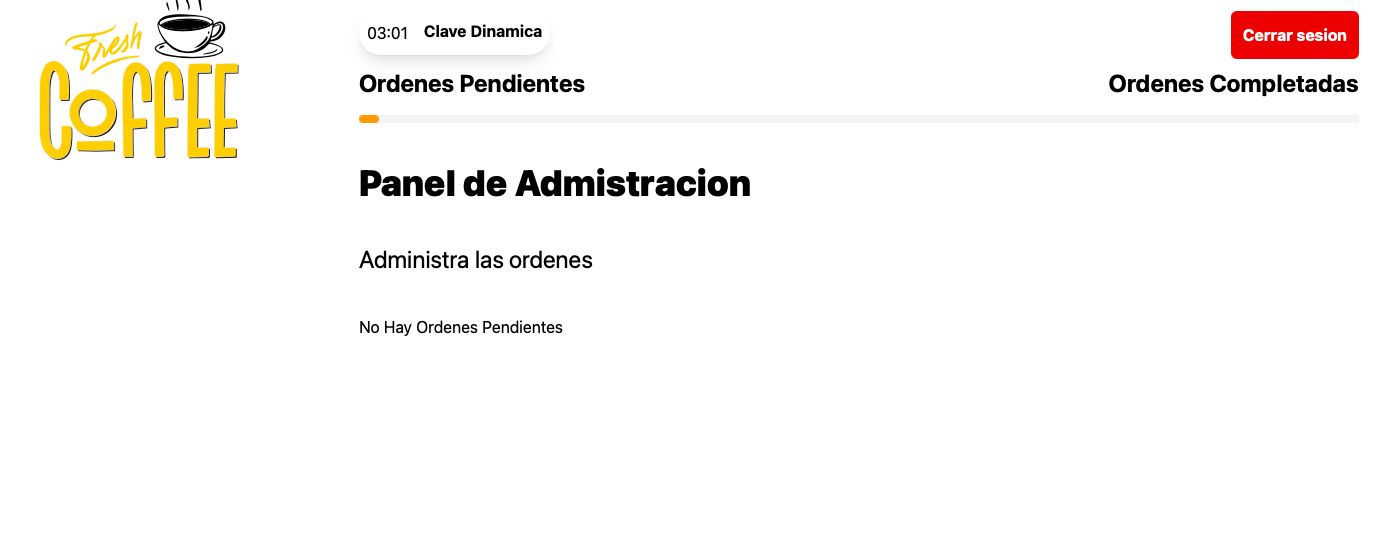 Fresh
COFFEE
03:01 Clave Dinamica
Cerrar sesion
Ordenes Pendientes
Ordenes Completadas
Panel de Admistracion
Administra las ordenes
No Hay Ordenes Pendientes